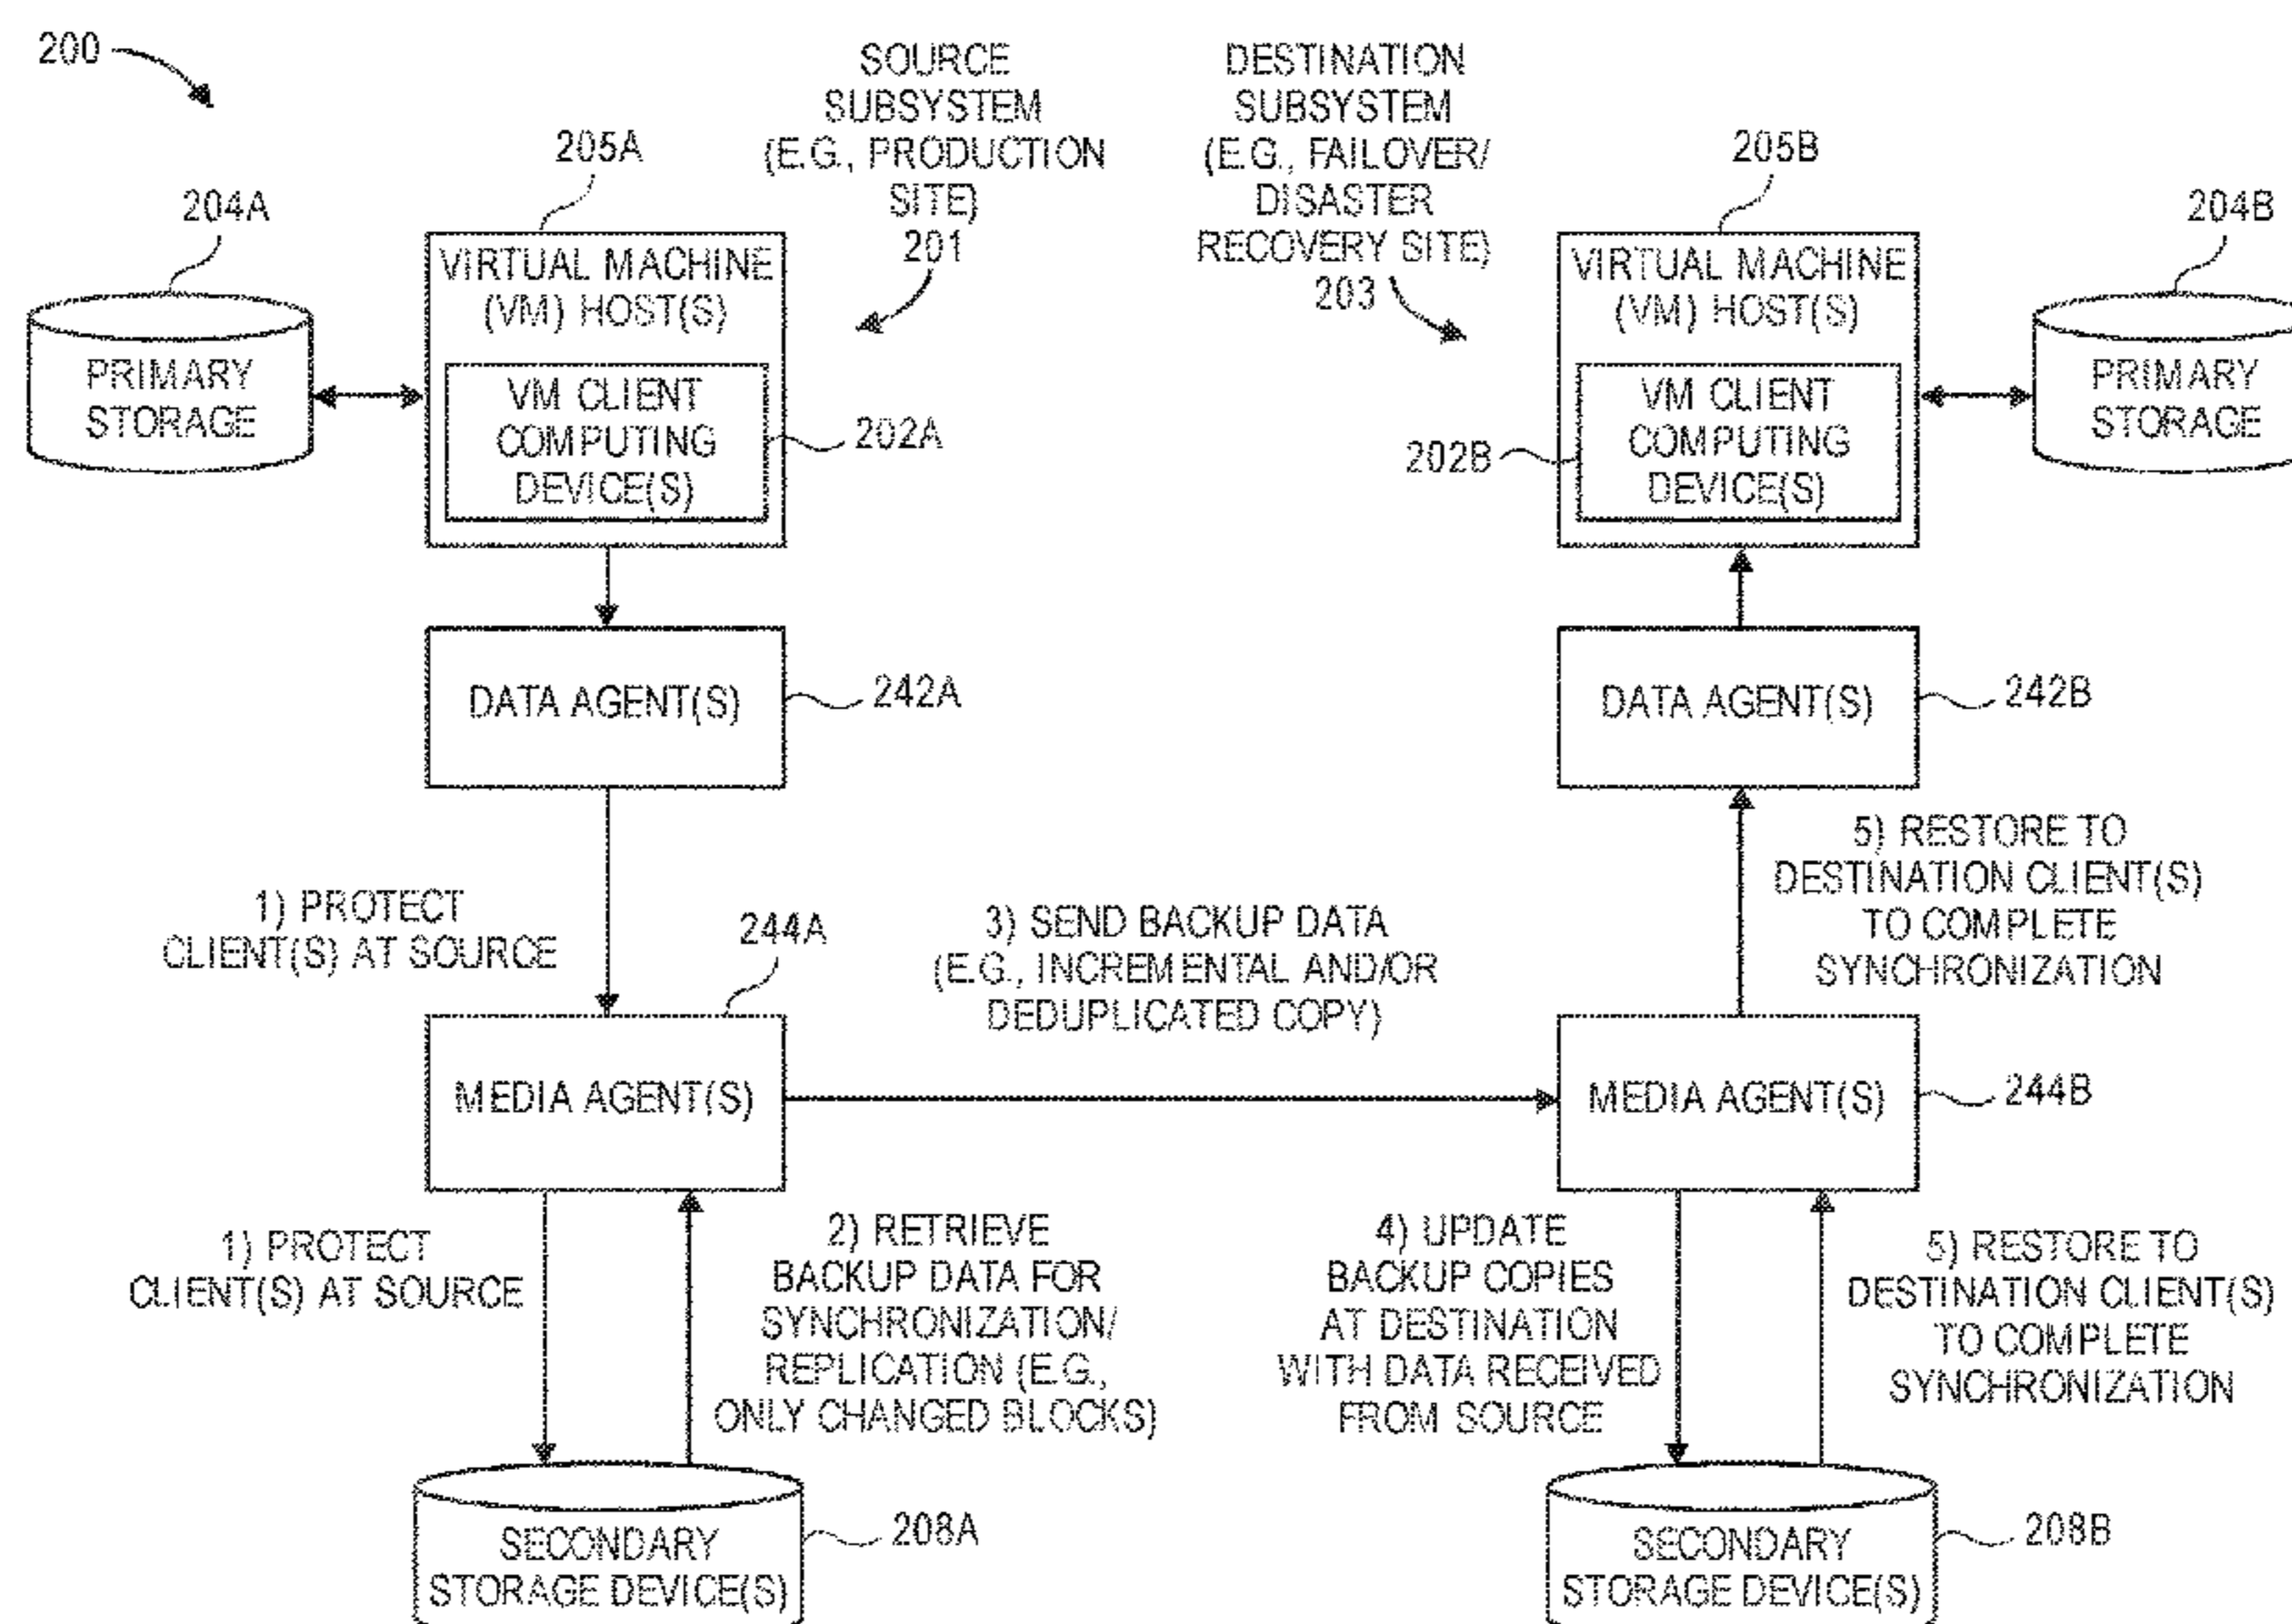 200
SOURCE
SUBSYSTEM
(E.G., PRODUCTION
SITE)
201
DESTINATION
SUBSYSTEM
(E.G., FAILOVER/
DISASTER
RECOVERY SITE)
203
205A
204A
VIRTUAL MACHINE
(VM) HOST(S)
VM CLIENT
COMPUTING
DEVICE(S)
202A
PRIMARY
STORAGE
205B
204B
VIRTUAL MACHINE
(VM) HOST(S)
VM CLIENT
COMPUTING
DEVICE(S)
202B
PRIMARY
STORAGE
DATA AGENT(S)
242A
DATA AGENT(S)
242B
1) PROTECT
CLIENT(S) AT SOURCE
244A
3) SEND BACKUP DATA
(E.G., INCREMENTAL AND/OR
DEDUPLICATED COPY)
5) RESTORE TO
DESTINATION CLIENT(S)
TO COMPLETE
SYNCHRONIZATION
MEDIA AGENT(S)
MEDIA AGENT(S)
244B
1) PROTECT
CLIENT(S) AT SOURCE
2) RETRIEVE
BACKUP DATA FOR
SYNCHRONIZATION/
REPLICATION (E.G.,
ONLY CHANGED BLOCKS)
4) UPDATE
BACKUP COPIES
AT DESTINATION
WITH DATA RECEIVED
FROM SOURCE
5) RESTORE TO
DESTINATION CLIENT(S)
TO COMPLETE
SYNCHRONIZATION
SECONDARY
STORAGE DEVICE(S)
208A
SECONDARY
STORAGE DEVICE(S)
208B